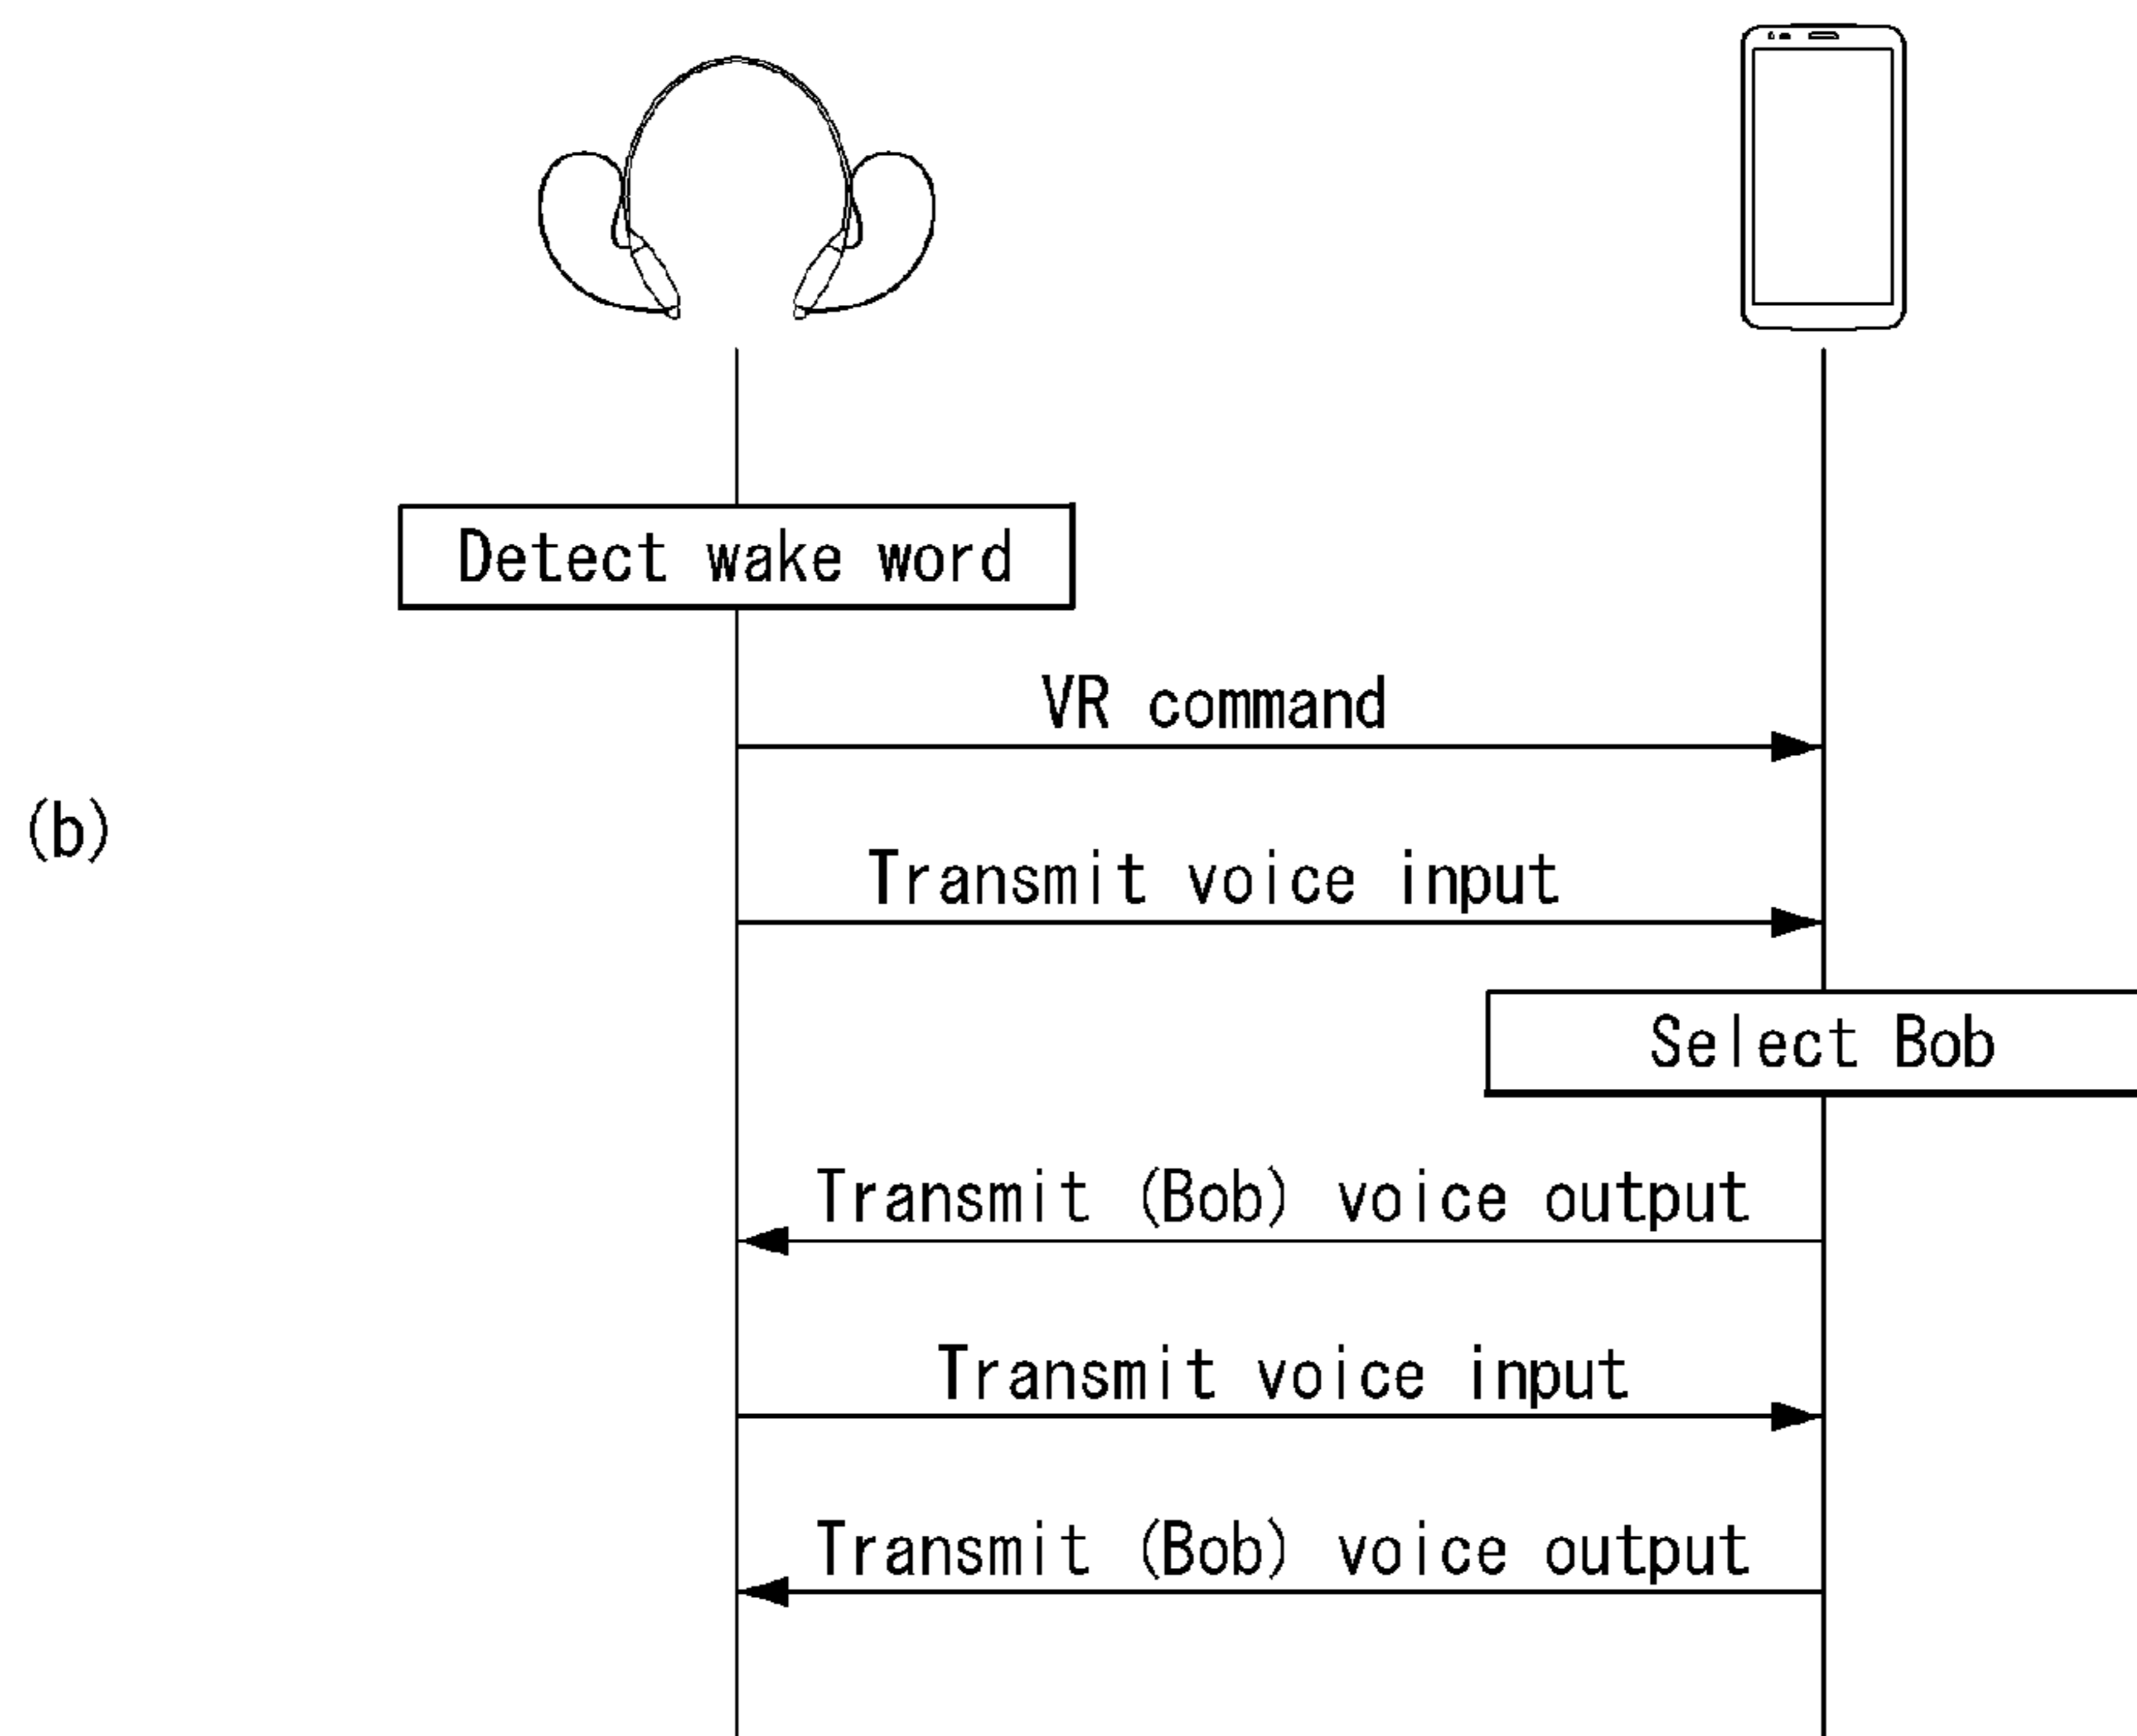 Detect wake word
VR command
(b)
Transmit voice input
Select Bob
Transmit (Bob) voice output
Transmit voice input
Transmit (Bob) voice output